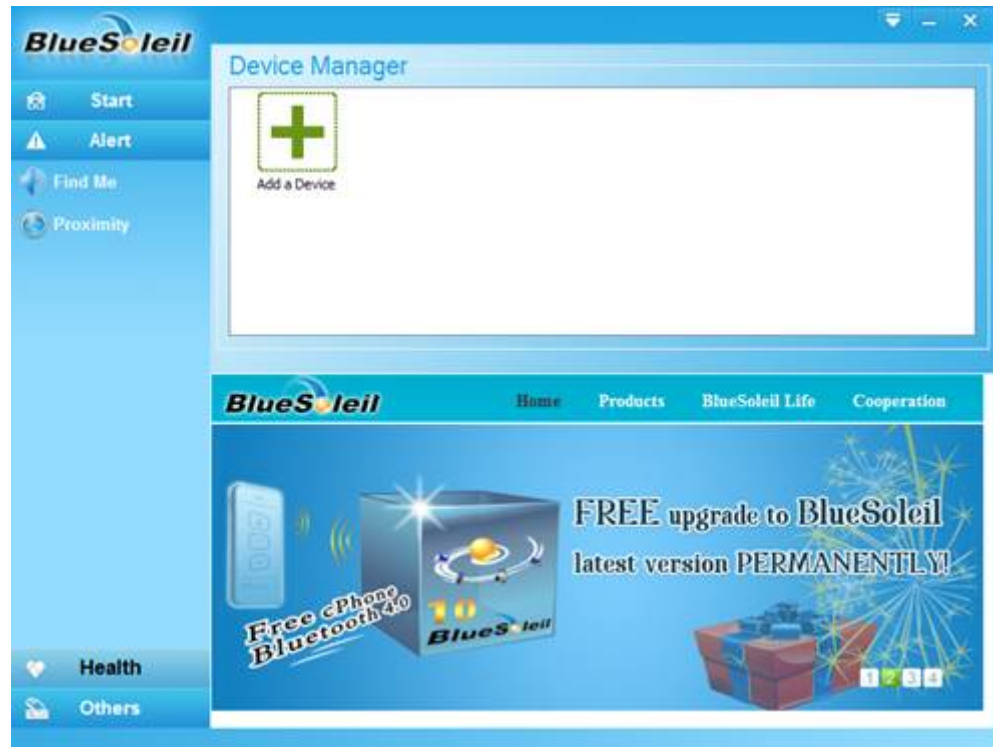 BlueSoleil
Device Manager
Start
Alert
Find Me
Proximity
Add a Device
Health
Others
BlueSoleil
Home Products BlueSoleil Life Cooperation
FREE upgrade to BlueSoleil
latest version PERMANENTLY!
Free cPhone
Bluetooth 4.0
10
BlueSoleil
1 2 3 4